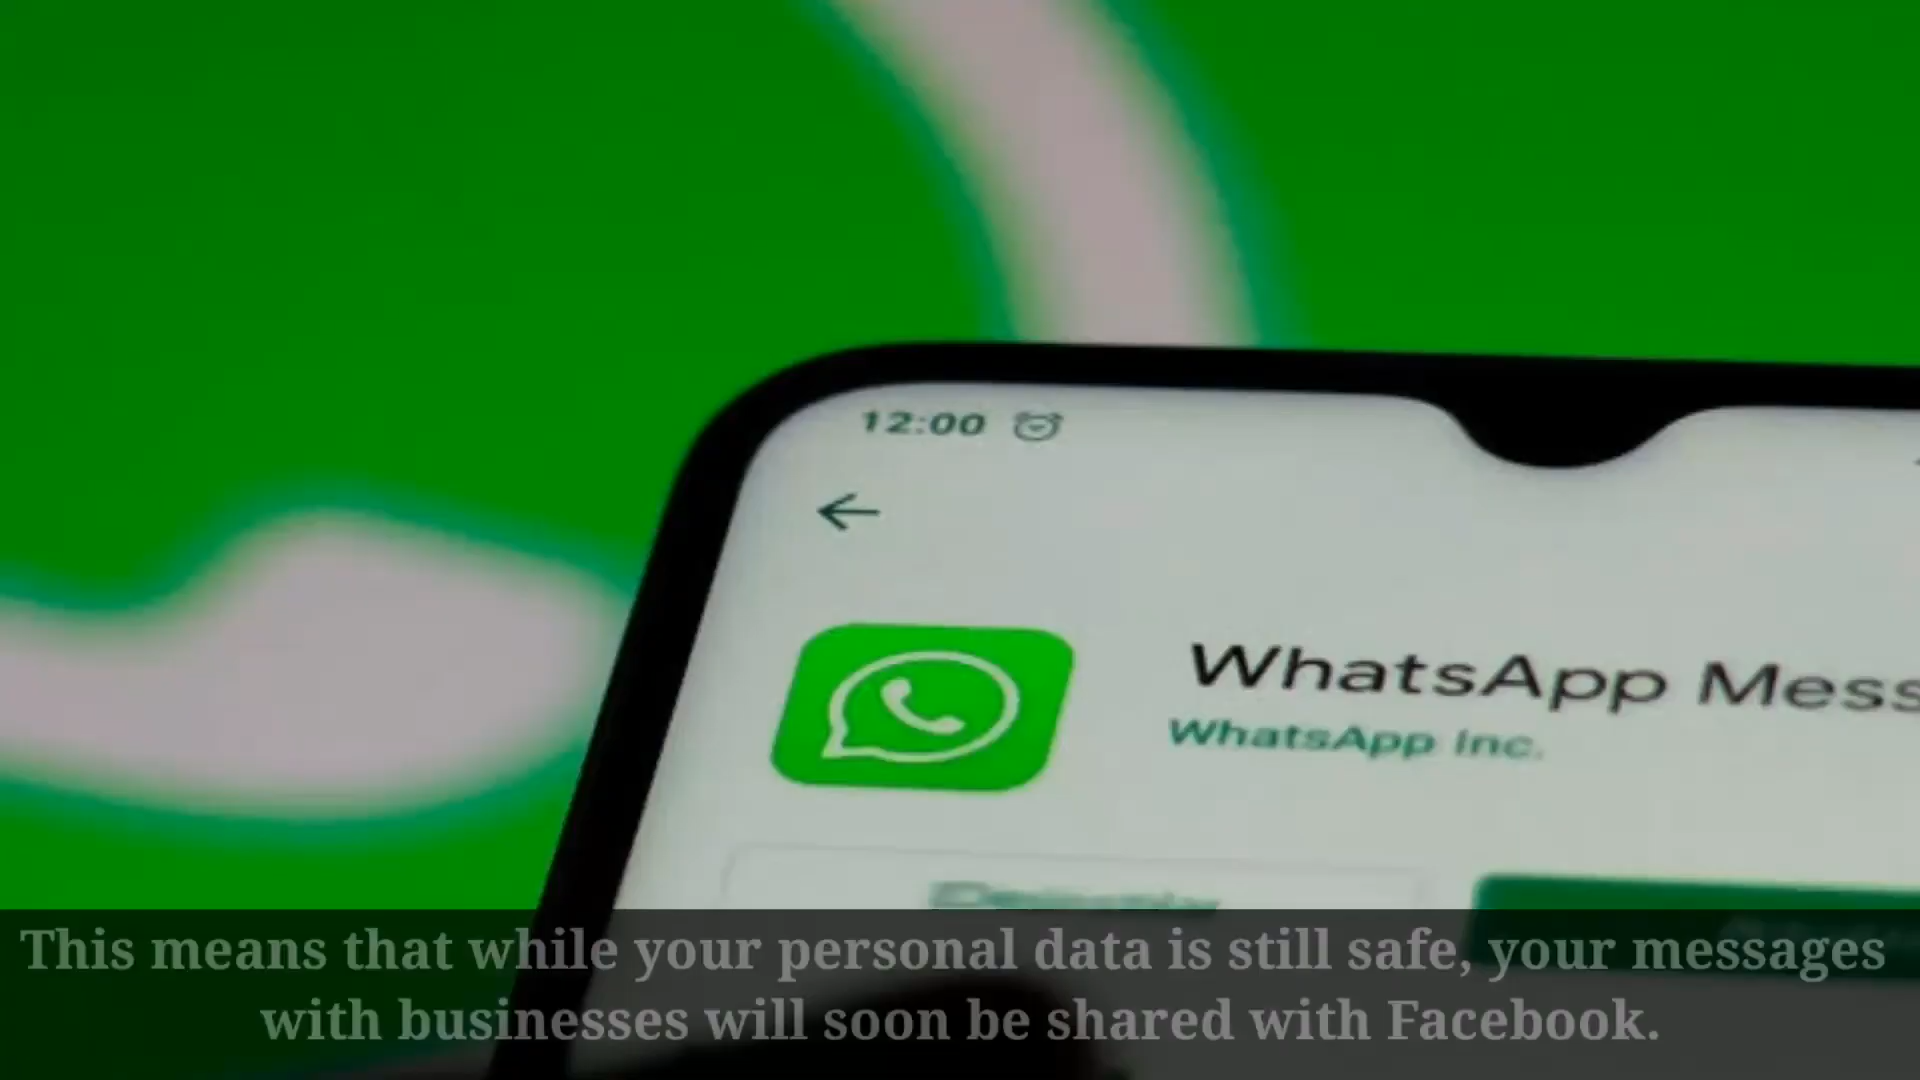 12:00
WhatsApp Mess
WhatsApp Inc.
This means that while your personal data is still safe, your messages
with businesses will soon be shared with Facebook.